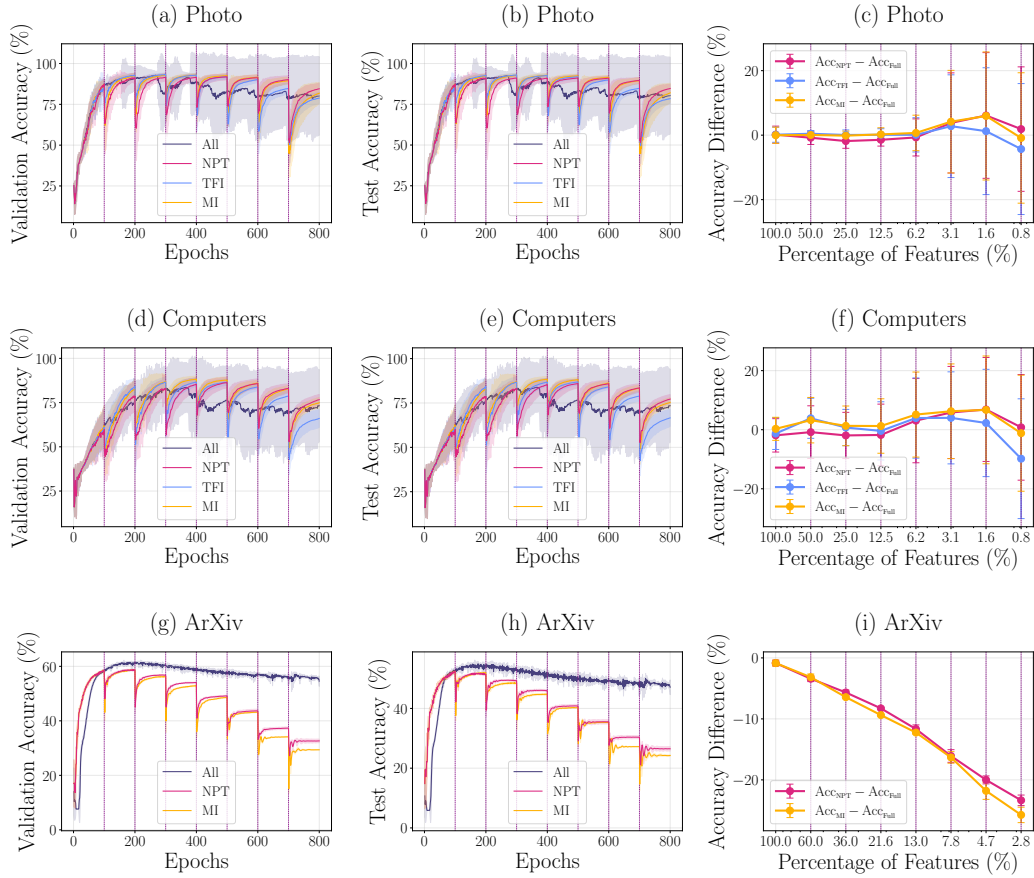 (a) Photo
Validation Accuracy (%)
100
75
50
25
All
NPT
TFI
MI
0
200
400
600
800
Epochs
(b) Photo
Test Accuracy (%)
100
75
50
25
All
NPT
TFI
MI
0
200
400
600
800
Epochs
(c) Photo
Accuracy Difference (%)
20
0
−20
Acc_NPT − Acc_Full
Acc_TFI − Acc_Full
Acc_MI − Acc_Full
100.0
50.0
25.0
12.5
6.2
3.1
1.6
0.8
Percentage of Features (%)
(d) Computers
Validation Accuracy (%)
100
75
50
25
All
NPT
TFI
MI
0
200
400
600
800
Epochs
(e) Computers
Test Accuracy (%)
100
75
50
25
All
NPT
TFI
MI
0
200
400
600
800
Epochs
(f) Computers
Accuracy Difference (%)
20
0
−20
Acc_NPT − Acc_Full
Acc_TFI − Acc_Full
Acc_MI − Acc_Full
100.0
50.0
25.0
12.5
6.2
3.1
1.6
0.8
Percentage of Features (%)
(g) ArXiv
Validation Accuracy (%)
60
40
20
0
All
NPT
MI
0
200
400
600
800
Epochs
(h) ArXiv
Test Accuracy (%)
40
20
0
All
NPT
MI
0
200
400
600
800
Epochs
(i) ArXiv
Accuracy Difference (%)
0
−10
−20
Acc_NPT − Acc_Full
Acc_MI − Acc_Full
100.0
60.0
36.0
21.6
13.0
7.8
4.7
2.8
Percentage of Features (%)